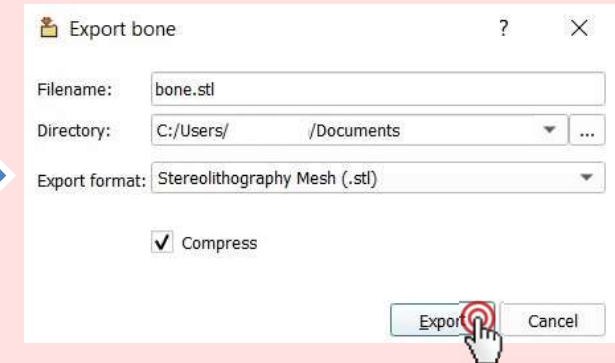 Export bone ?
Filename: bone.stl
Directory: C:/Users/ /Documents ...
Export format: Stereolithography Mesh (.stl)
Compress
Export Cancel